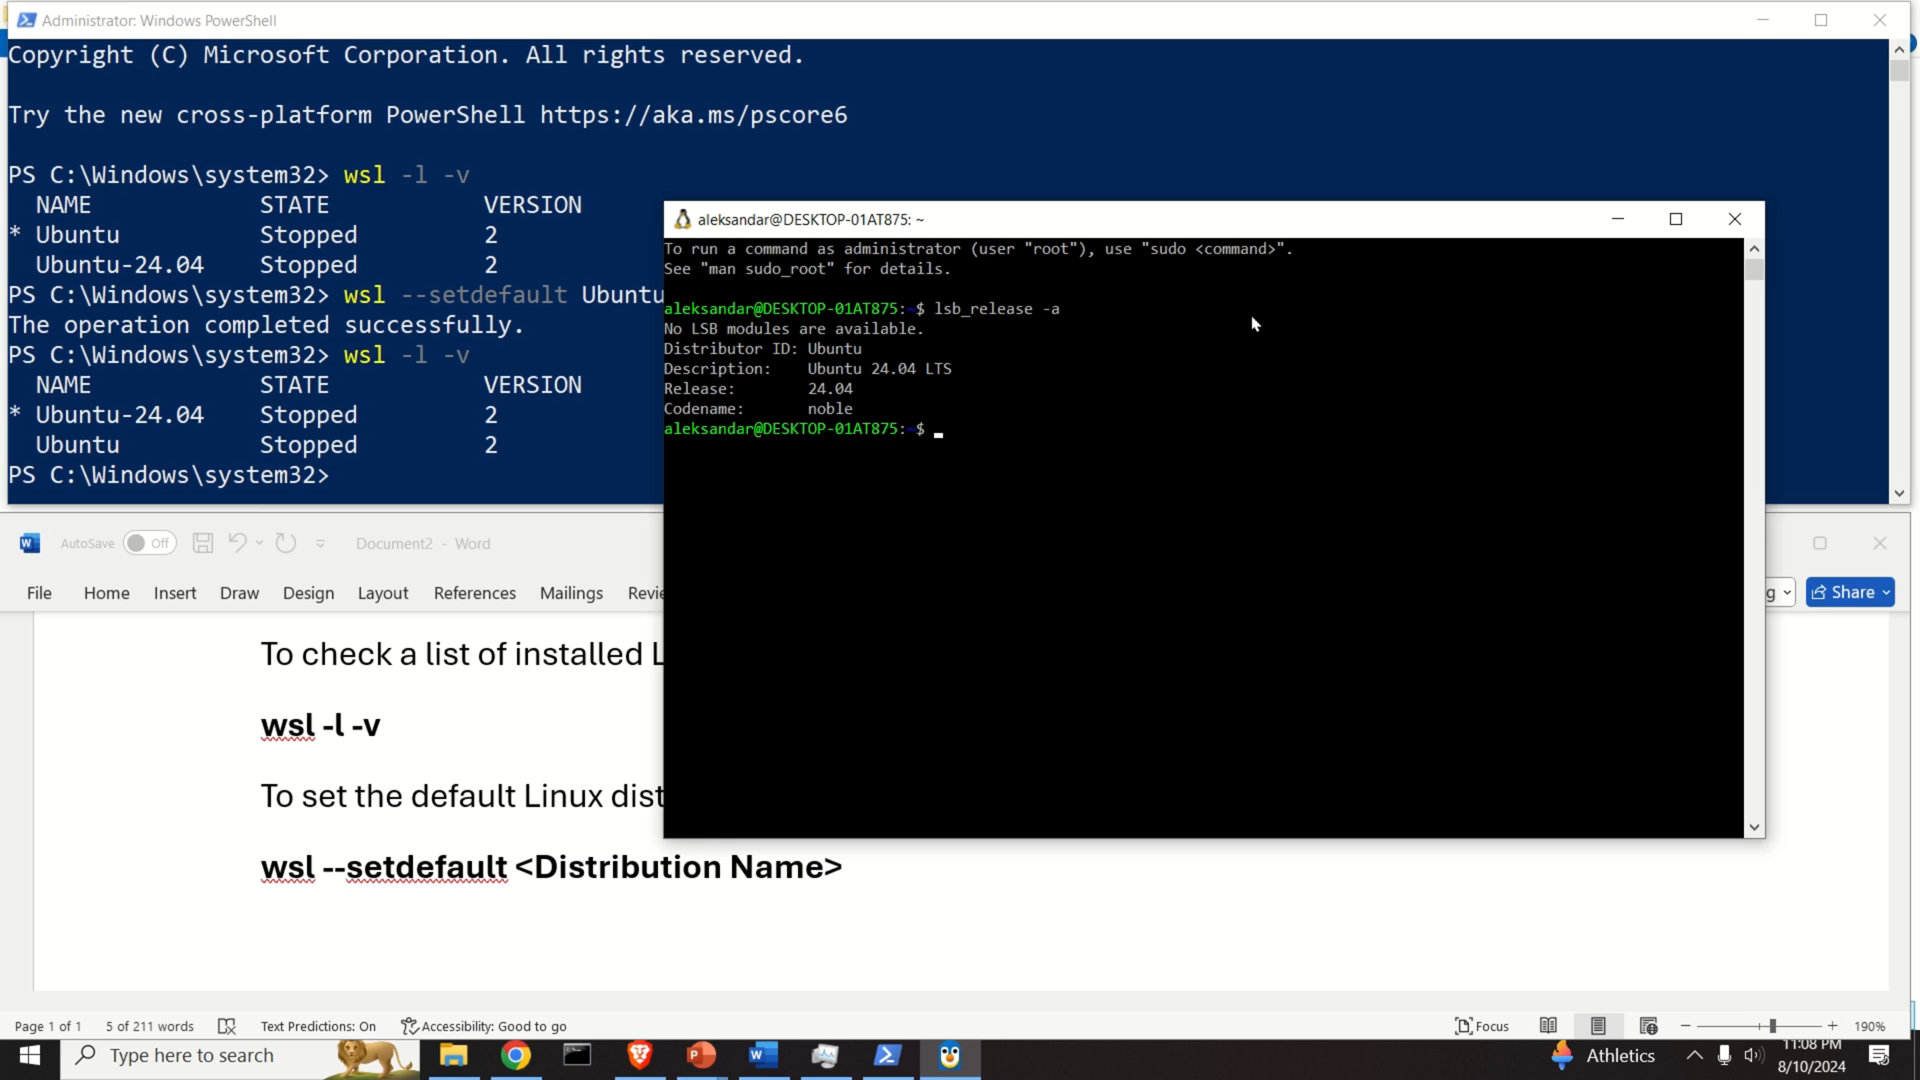 Administrator: Windows PowerShell
Copyright (C) Microsoft Corporation. All rights reserved.
Try the new cross-platform PowerShell https://aka.ms/pscore6
PS C:\Windows\system32> wsl -l -v
NAME STATE VERSION
* Ubuntu Stopped 2
Ubuntu-24.04 Stopped 2
PS C:\Windows\system32> wsl --setdefault Ubuntu
The operation completed successfully.
PS C:\Windows\system32> wsl -l -v
NAME STATE VERSION
* Ubuntu-24.04 Stopped 2
Ubuntu Stopped 2
PS C:\Windows\system32>
aleksandar@DESKTOP-01AT875: ~
To run a command as administrator (user "root"), use "sudo <command>".
See "man sudo_root" for details.
aleksandar@DESKTOP-01AT875:~$ lsb_release -a
No LSB modules are available.
Distributor ID: Ubuntu
Description: Ubuntu 24.04 LTS
Release: 24.04
Codename: noble
aleksandar@DESKTOP-01AT875:~$
AutoSave Off Document2 - Word
File Home Insert Draw Design Layout References Mailings Revie
g Share
To check a list of installed L
wsl -l -v
To set the default Linux dist
wsl --setdefault <Distribution Name>
Page 1 of 1 5 of 211 words Text Predictions: On Accessibility: Good to go Focus 190%
Type here to search Athletics 11:08 PM
8/10/2024